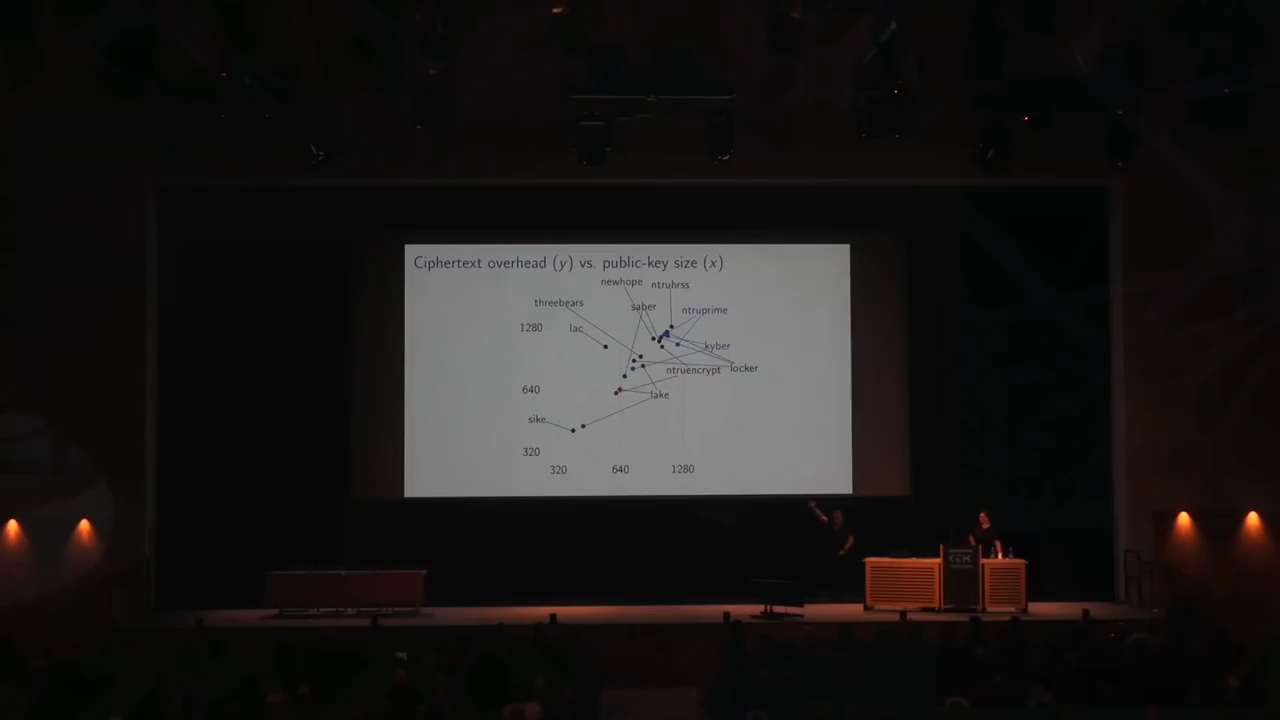 Ciphertext overhead (y) vs. public-key size (x)
newhope
ntruhrss
threebears
saber
ntruprime
1280
lac
kyber
locker
ntruencrypt
640
lake
sike
320
320
640
1280